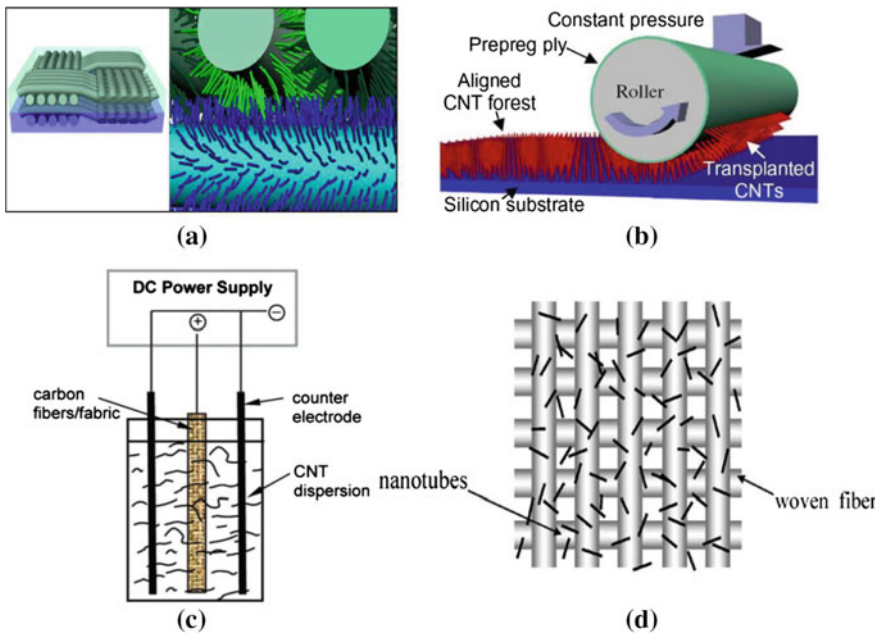 Constant pressure
Prepreg ply
Roller
Aligned
CNT forest
Transplanted
CNTs
Silicon substrate
(a)
(b)
DC Power Supply
+
−
carbon
fibers/fabric
counter
electrode
CNT
dispersion
nanotubes
woven fiber
(c)
(d)